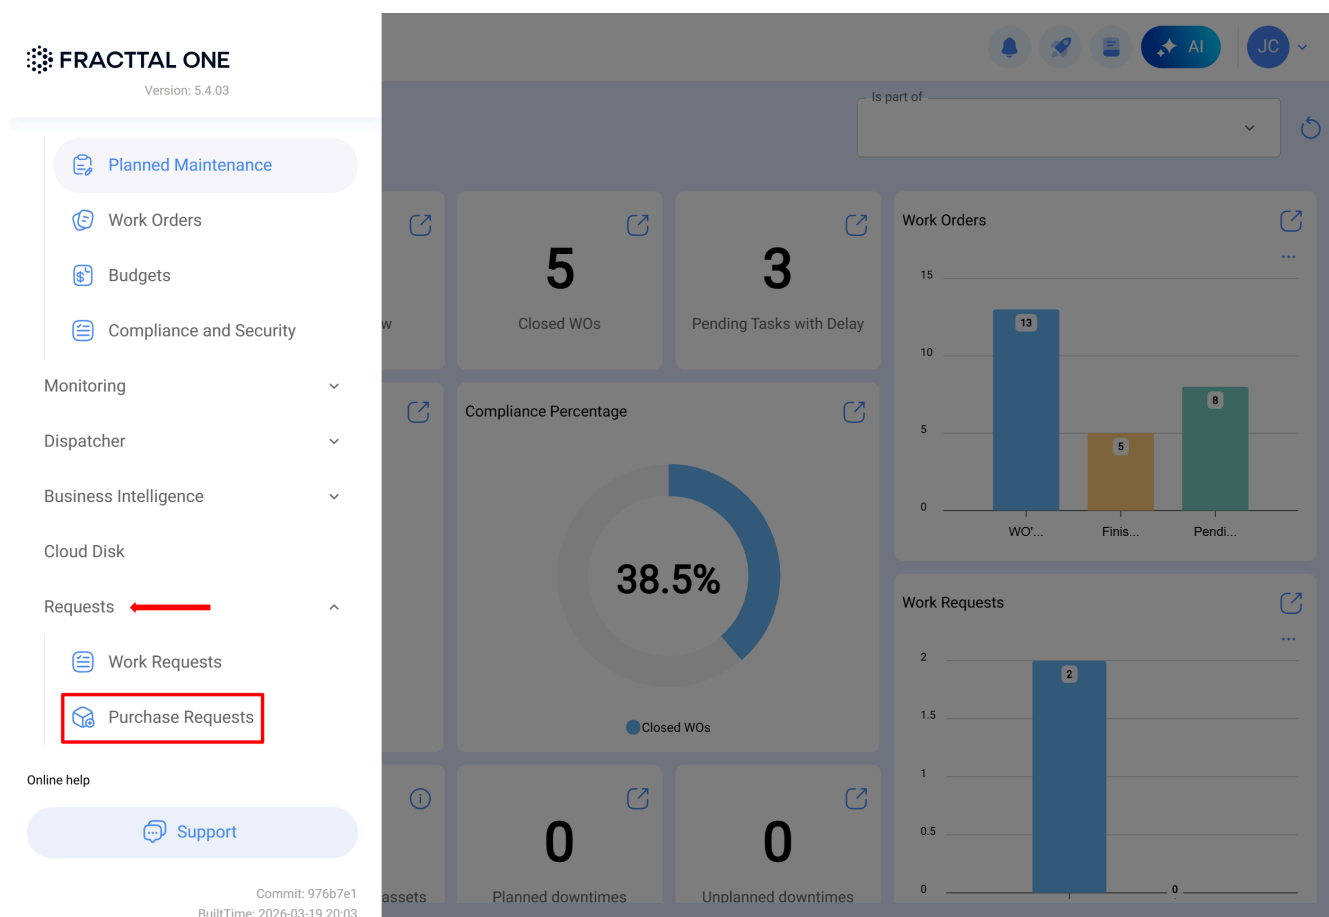 FRACTTAL ONE
Version: 5.4.03
Planned Maintenance
Work Orders
Budgets
Compliance and Security
Monitoring
Dispatcher
Business Intelligence
Cloud Disk
Requests
Work Requests
Purchase Requests
Online help
Support
Commit: 976b7e1
BuiltTime: 2026-03-19 20:03
AI
JC
Is part of
w
5
Closed WOs
3
Pending Tasks with Delay
Work Orders
...
15
10
5
0
13
5
8
WO'...
Finis...
Pendi...
Compliance Percentage
38.5%
Closed WOs
Work Requests
...
2
1.5
1
0.5
0
2
0
assets
0
Planned downtimes
0
Unplanned downtimes